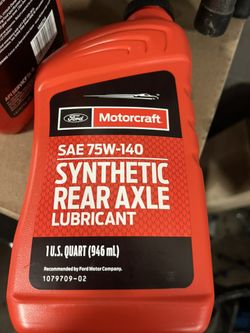 Ford
Motorcraft
SAE 75W-140
SYNTHETIC
REAR AXLE
LUBRICANT
1 U.S. QUART (946 mL)
Recommended by Ford Motor Company.
1079709-02